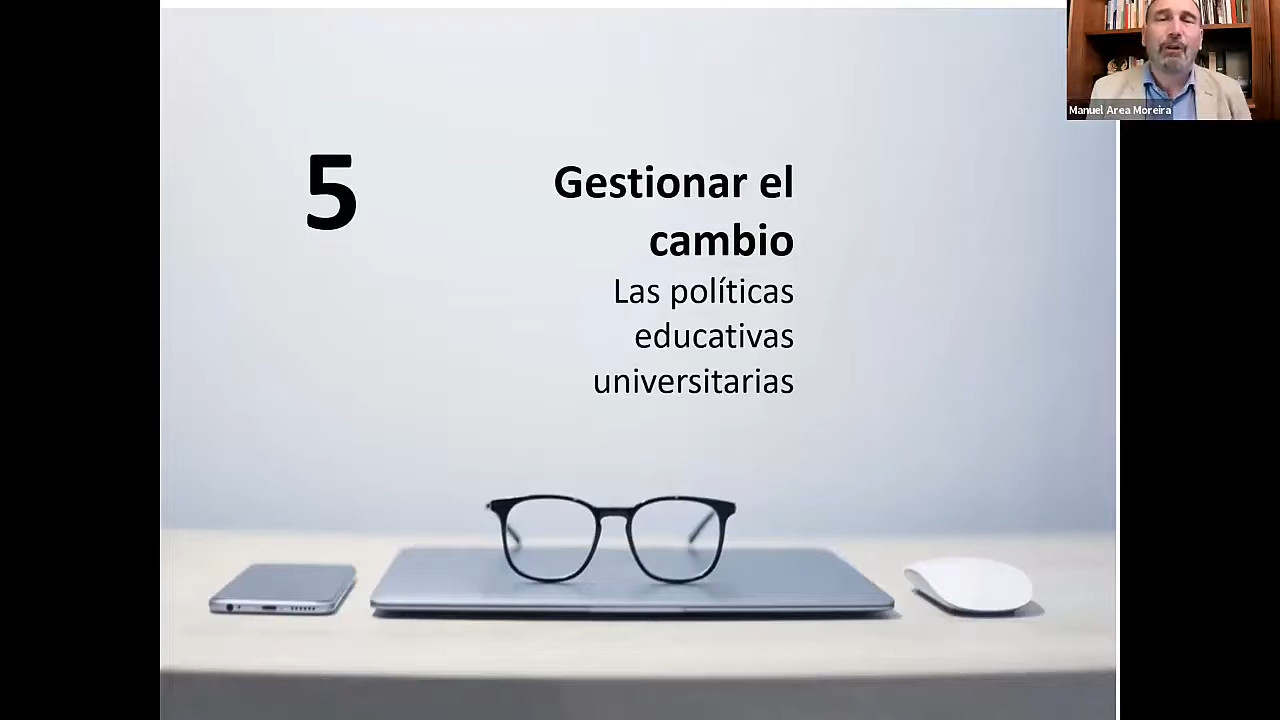 5
Gestionar el
cambio
Las políticas
educativas
universitarias
Manuel Area Moreira